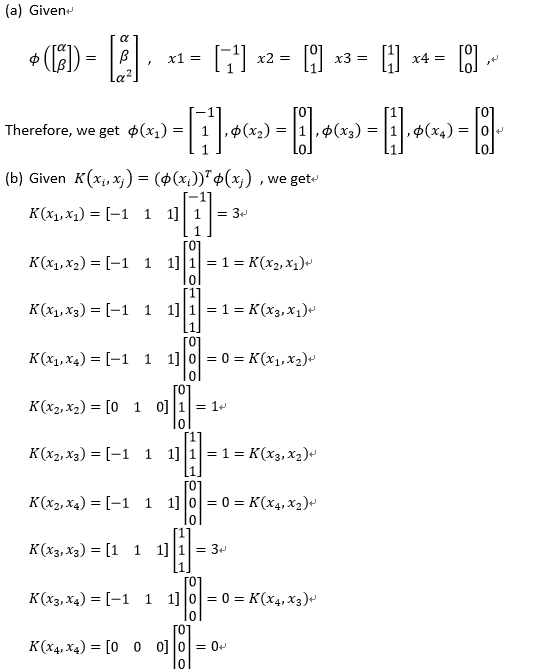 (a) Given↵
ϕ([α β]) = [α β α²], x1 = [−1 1] x2 = [0 1] x3 = [1 1] x4 = [0 0],↵
Therefore, we get ϕ(x₁) = [−1 1 1], ϕ(x₂) = [0 1 0], ϕ(x₃) = [1 1 1], ϕ(x₄) = [0 0 0]↵
(b) Given K(xᵢ, xⱼ) = (ϕ(xᵢ))ᵀϕ(xⱼ) , we get↵
K(x₁, x₁) = [−1 1 1][−1 1 1] = 3↵
K(x₁, x₂) = [−1 1 1][0 1 0] = 1 = K(x₂, x₁)↵
K(x₁, x₃) = [−1 1 1][1 1 1] = 1 = K(x₃, x₁)↵
K(x₁, x₄) = [−1 1 1][0 0 0] = 0 = K(x₁, x₂)↵
K(x₂, x₂) = [0 1 0][0 1 0] = 1↵
K(x₂, x₃) = [−1 1 1][1 1 1] = 1 = K(x₃, x₂)↵
K(x₂, x₄) = [−1 1 1][0 0 0] = 0 = K(x₄, x₂)↵
K(x₃, x₃) = [1 1 1][1 1 1] = 3↵
K(x₃, x₄) = [−1 1 1][0 0 0] = 0 = K(x₄, x₃)↵
K(x₄, x₄) = [0 0 0][0 0 0] = 0↵